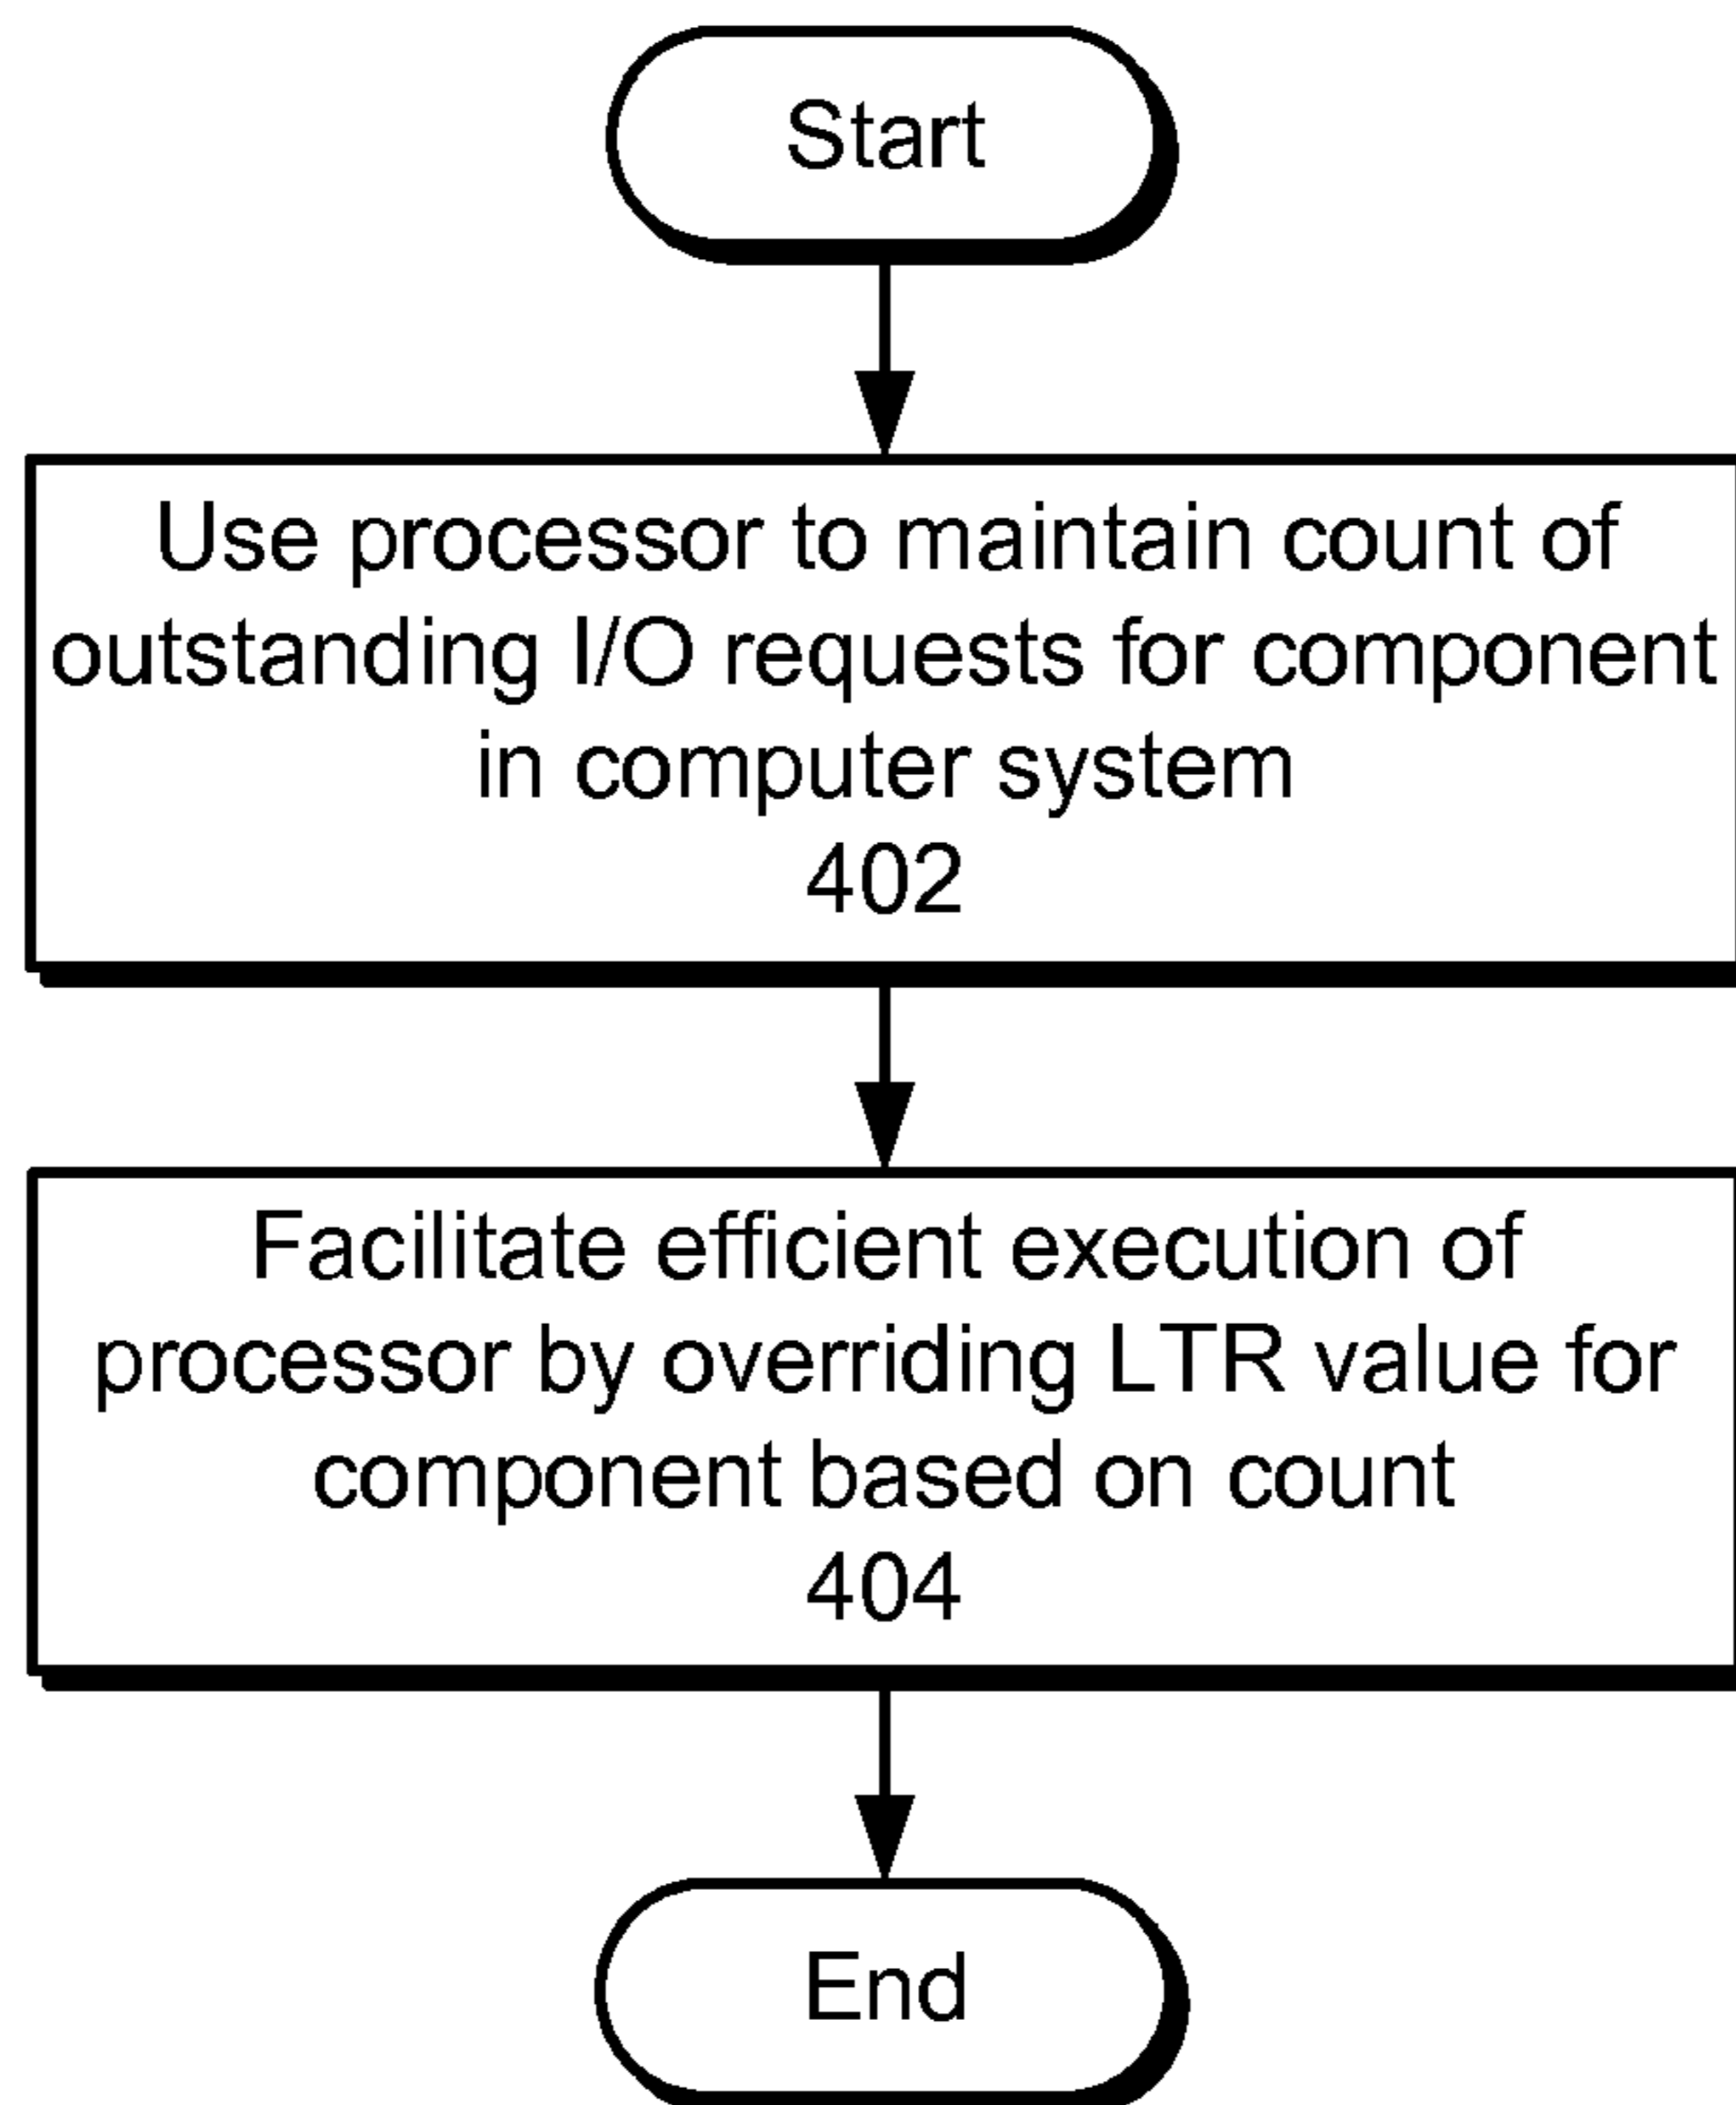 Start
Use processor to maintain count of
outstanding I/O requests for component
in computer system
402
Facilitate efficient execution of
processor by overriding LTR value for
component based on count
404
End